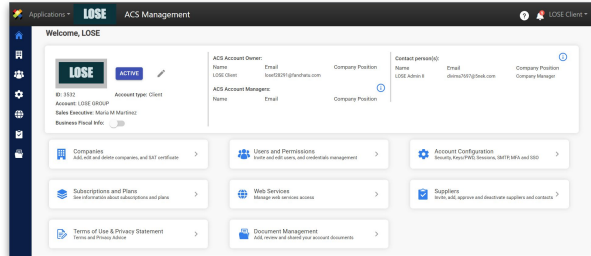 Applications
LOSE
ACS Management
LOSE Client
Welcome, LOSE
LOSE
ACTIVE
ID: 3532
Account type: Client
Account: LOSE GROUP
Sales Executive: Maria M Martinez
Business Fiscal Info:
ACS Account Owner:
Name Email Company Position
LOSE Client
ACS Account Managers:
Name Email Company Position
Contact person(s):
Name Email Company Position
LOSE Admin 8 Company Manager
Companies
Add, edit and delete companies, and SAT certificate
Users and Permissions
Invite and edit users, and credentials management
Account Configuration
Security, Keys/PWD, Sessions, SMTP, MFA and SSO
Subscriptions and Plans
See information about subscriptions and plans
Web Services
Manage web services access
Suppliers
Invite, add, approve and deactivate suppliers and contacts
Terms of Use & Privacy Statement
Terms and Privacy Advice
Document Management
Add, review and shared your account documents